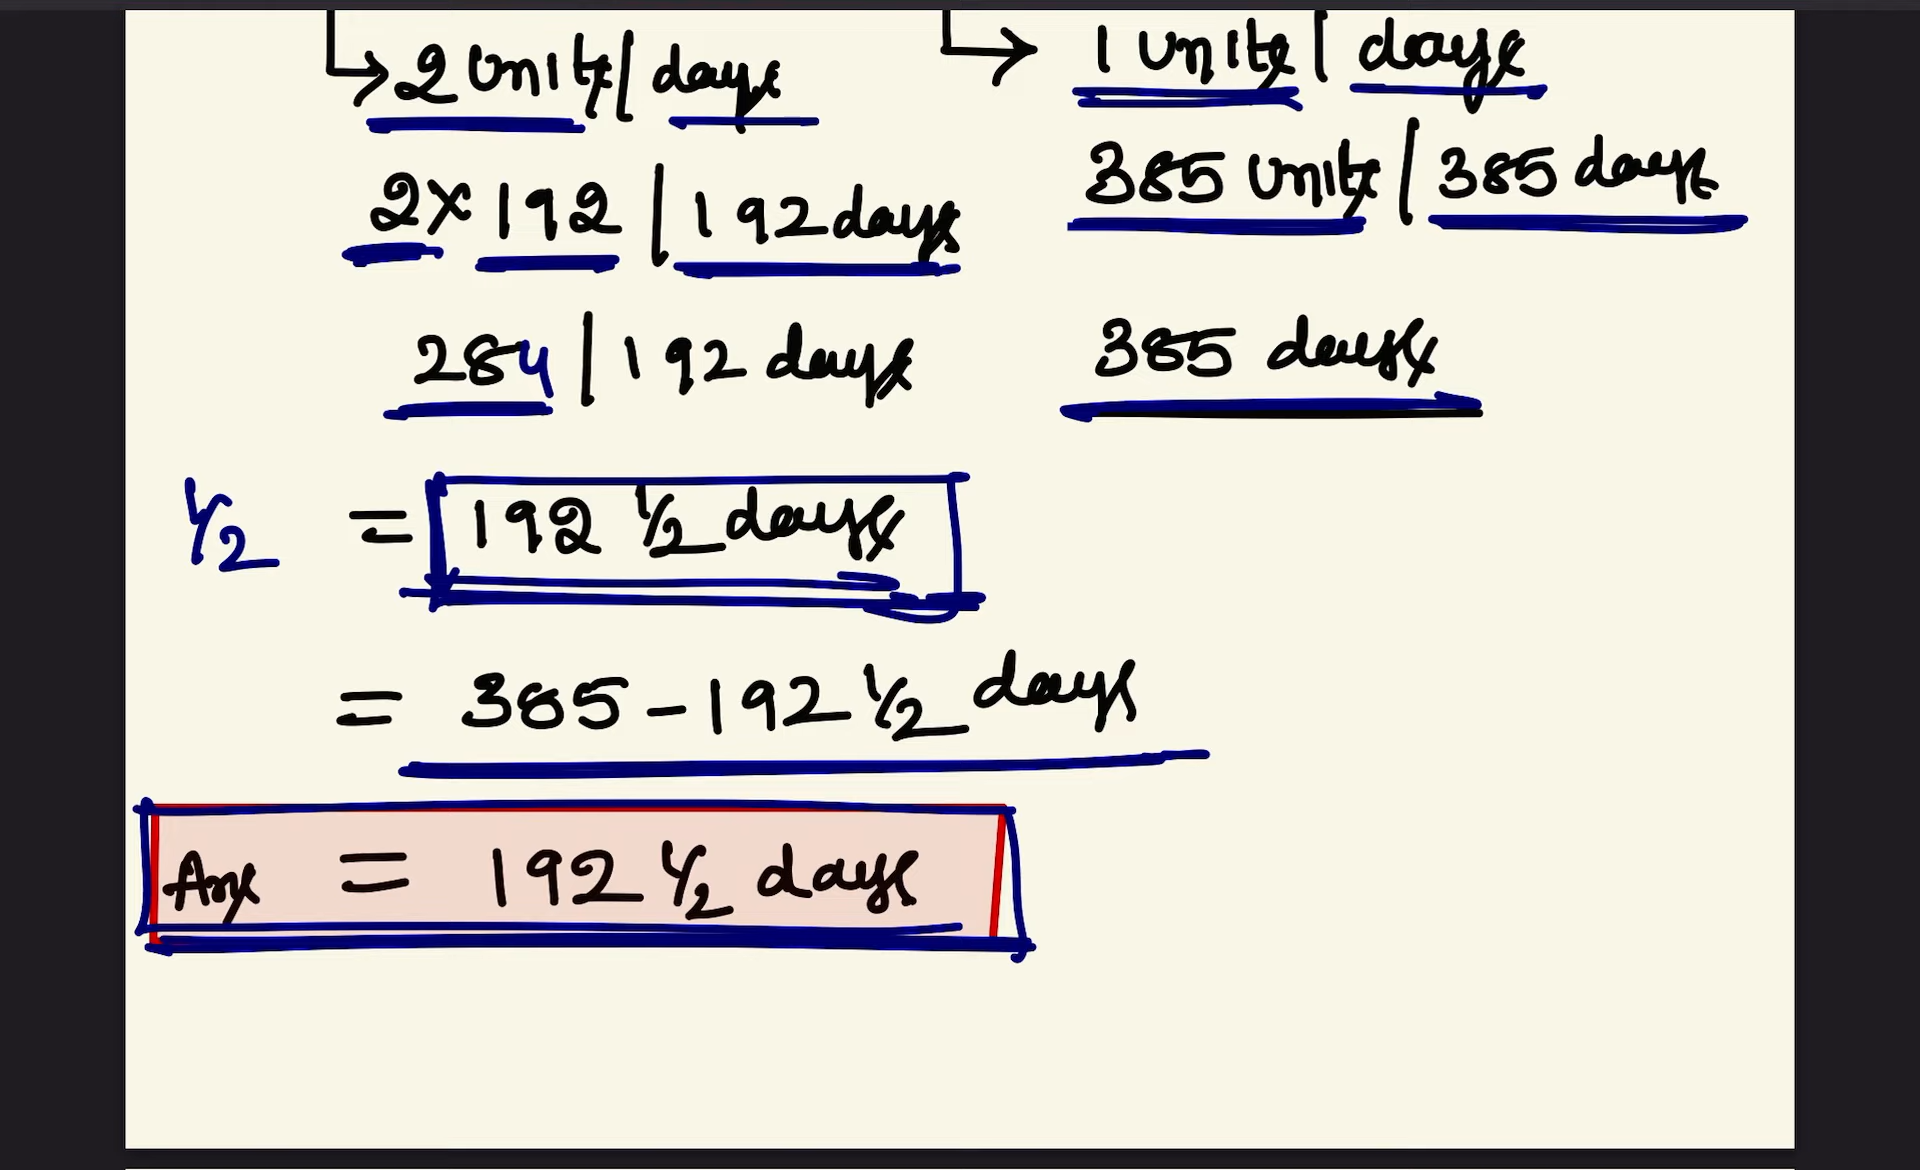 2 Units/days 1 Units/days
2x 192 | 192 days 385 Units | 385 days
284 | 192 days 385 days
1/2 = 192 1/2 days
= 385 - 192 1/2 days
Ans = 192 1/2 days